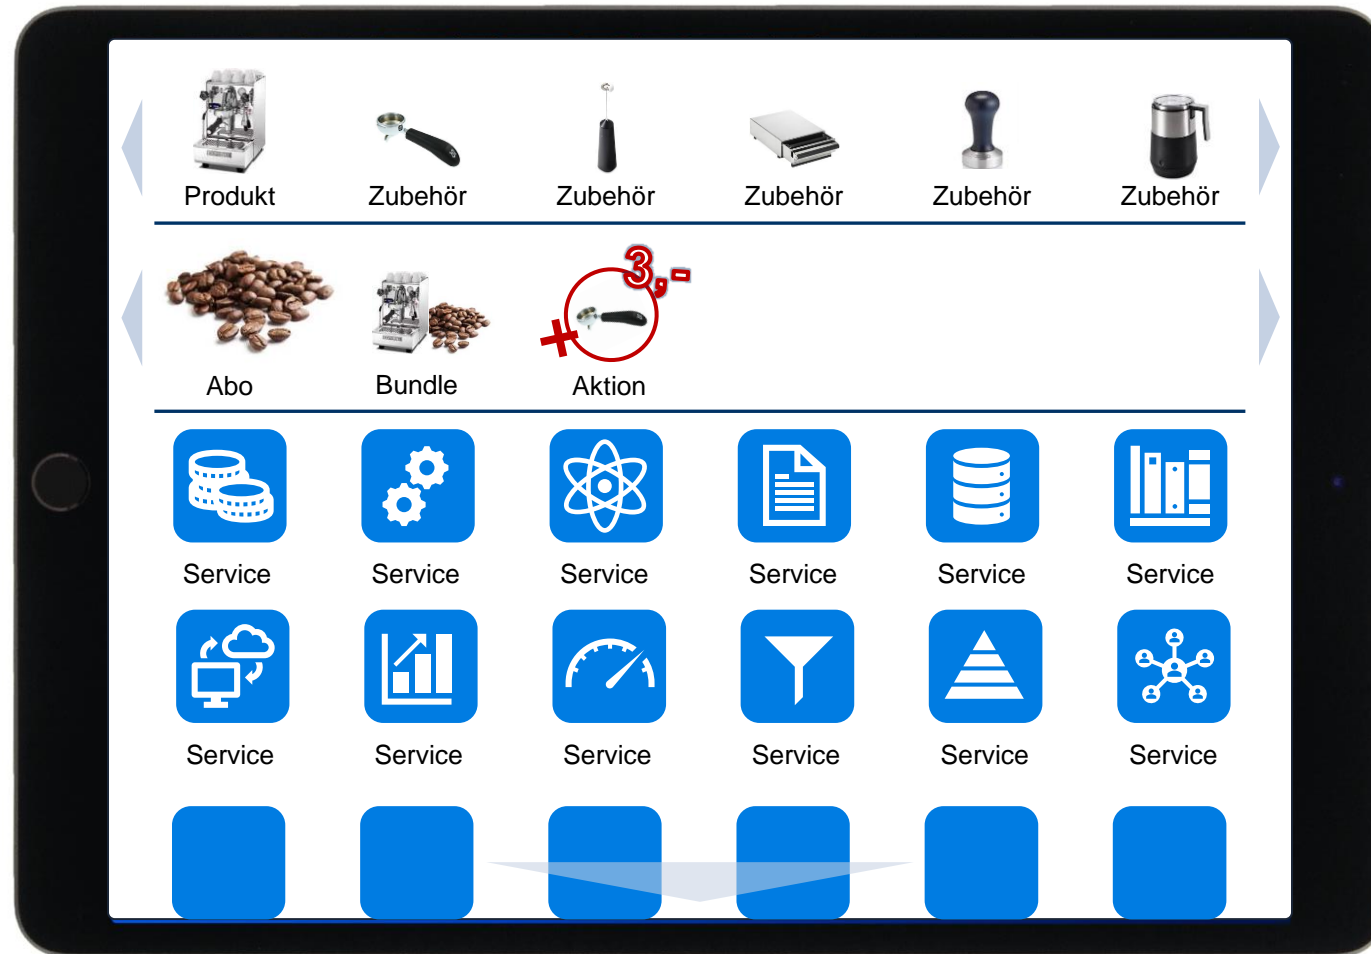 Produkt Zubehör Zubehör Zubehör Zubehör Zubehör
3,-
+
Abo Bundle Aktion
Service Service Service Service Service Service
Service Service Service Service Service Service